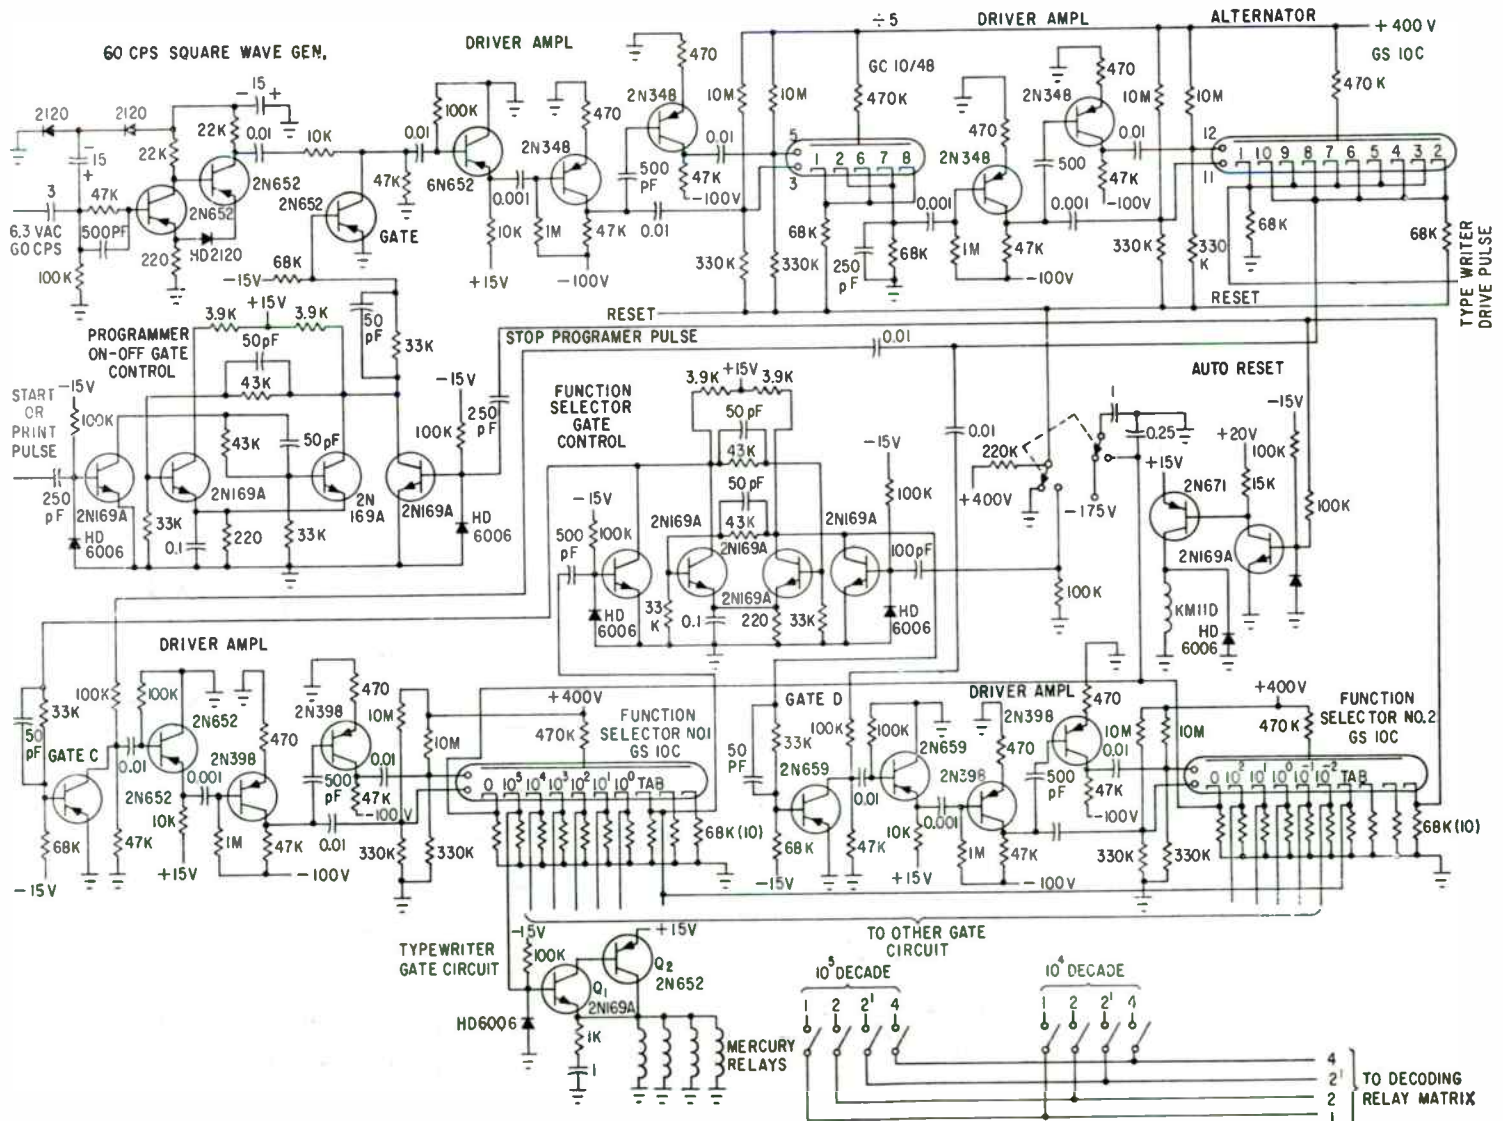 ÷ 5 DRIVER AMPL ALTERNATOR + 400 V
60 CPS SQUARE WAVE GEN,
DRIVER AMPL
GC 10/48
GS 10C
470
470
470K
470 K
10M
10M
10M
10M
2120
2120
15
22K
22K
0.01
10K
0.01
100K
470
2N348
2N348
2N348
2N348
15
47K
3
6.3 VAC
GO CPS
500PF
100K
220
HD2120
2N652
2N652
2N652
GATE
47K
6N652
0.001
10K
1M
47K
+15V
-100V
500
PF
0.01
0.01
47K
-100V
5
3
1 2 6 7 8
68K
250
pF
68K
0.001
1M
47K
-100V
470
500
0.01
0.001
47K
-100V
12
11
1 10 9 8 7 6 5 4 3 2
68K
68K
330K
330K
330K
330
K
TYPE WRITER
DRIVE PULSE
RESET
RESET
-15V
68K
PROGRAMMER
ON-OFF GATE
CONTROL
3.9K
+15V
3.9K
50pF
43K
50
pF
33K
STOP PROGRAMER PULSE
0.01
START
OR
PRINT
PULSE
-15V
100K
250
pF
2N169A
HD
6006
43K
50pF
2N169A
2N
169A
2N169A
33K
0.1
220
33K
-15V
100K
250
pF
HD
6006
FUNCTION
SELECTOR
GATE
CONTROL
3.9K
+15V
3.9K
50pF
43K
50pF
43K
2N169A
2N169A
2N169A
2N169A
-15V
100K
500
pF
HD
6006
33
K
0.1
220
33K
-15V
100K
100pF
HD
6006
0.01
220K
+400V
-175V
100K
1
0.25
AUTO RESET
-15V
+20V
100K
+15V
2N671
15K
100K
2N169A
KM11D
HD
6006
DRIVER AMPL
33K
50
pF
GATE C
68K
-15V
100K
100K
0.01
47K
2N652
2N652
0.001
10K
+15V
2N398
1M
47K
-100V
470
2N398
470
500
pF
0.01
47K
-100V
0.01
10M
10M
330K
330K
+400V
470K
FUNCTION
SELECTOR NO1
GS 10C
0 10⁵ 10⁴ 10³ 10² 10¹ 10⁰ TAB
68K(10)
GATE D
33K
50
PF
2N659
68K
-15V
100K
100K
0.01
47K
2N659
0.001
10K
+15V
DRIVER AMPL
2N398
2N398
1M
47K
-100V
470
470
500
pF
0.01
47K
-100V
10M
10M
330K
330K
+400V
470K
FUNCTION
SELECTOR NO.2
GS 10C
0 10² 10¹ 10⁰ 10⁻¹ 10⁻² TAB
68K(10)
TO OTHER GATE
CIRCUIT
TYPEWRITER
GATE CIRCUIT
-15V
100K
Q1
2N169A
HD6006
1K
1
+15V
Q2
2N652
MERCURY
RELAYS
10⁵ DECADE
1 2 2' 4
10⁴ DECADE
1 2 2' 4
4
2'
2
1
TO DECODING
RELAY MATRIX